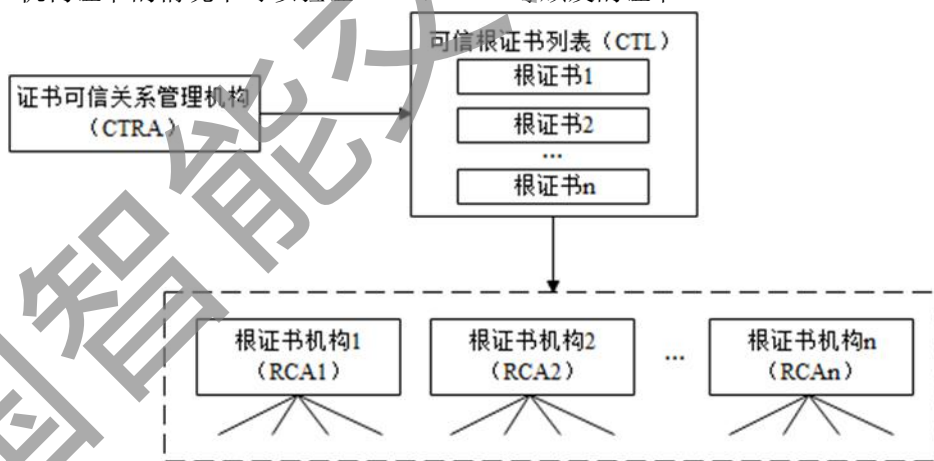 可信根证书列表（CTL）
根证书1
证书可信关系管理机构
（CTRA）
根证书2
...
根证书n
根证书机构1
（RCA1）
根证书机构2
（RCA2）
...
根证书机构n
（RCAn）